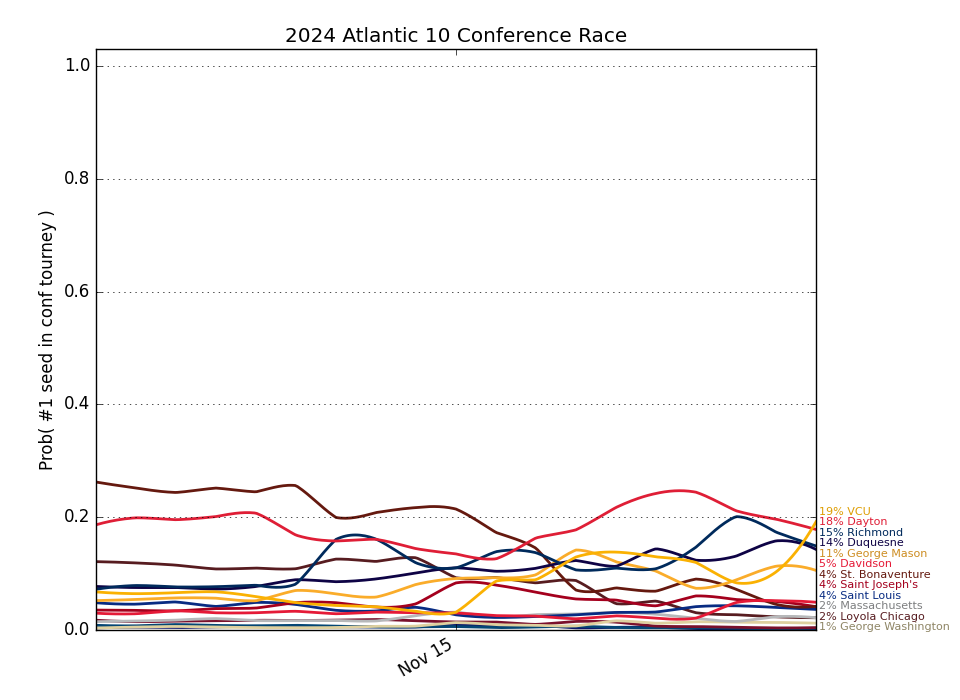 2024 Atlantic 10 Conference Race
Prob( #1 seed in conf tourney )
1.0
0.8
0.6
0.4
0.2
0.0
Nov 15
19% VCU
18% Dayton
15% Richmond
14% Duquesne
11% George Mason
5% Davidson
4% St. Bonaventure
4% Saint Joseph's
4% Saint Louis
2% Massachusetts
2% Loyola Chicago
1% George Washington